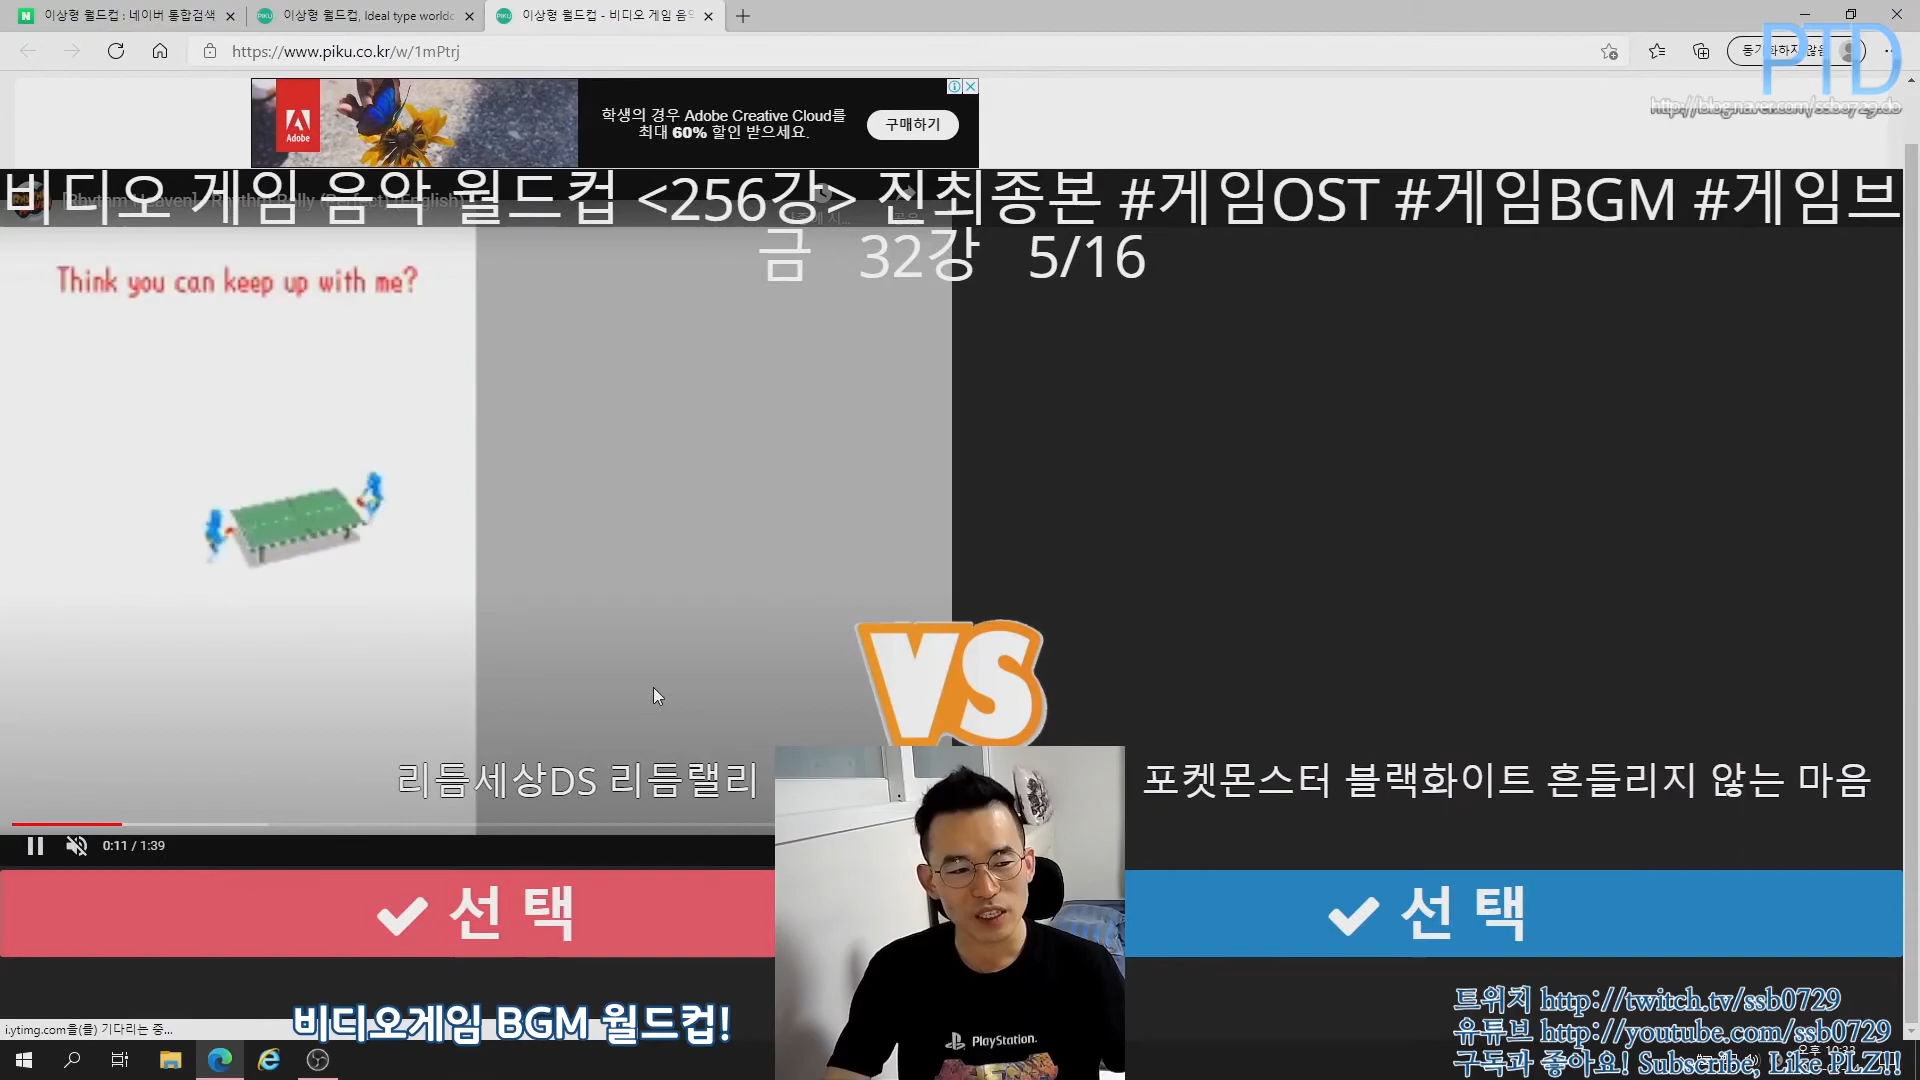 이상형 월드컵 : 네이버 통합검색
이상형 월드컵, Ideal type worldc
이상형 월드컵 - 비디오 게임 음악
https://www.piku.co.kr/w/1mPtrj
PTD
http://blog.naver.com/ssb0729.do
Adobe
학생의 경우 Adobe Creative Cloud를
최대 60% 할인 받으세요.
구매하기
비디오 게임 음악 월드컵 <256강> 진최종본 #게임OST #게임BGM #게임브
금 32강 5/16
Think you can keep up with me?
VS
리듬세상DS 리듬랠리
포켓몬스터 블랙화이트 흔들리지 않는 마음
0:11 / 1:39
선 택
선 택
PlayStation.
i.ytimg.com을(를) 기다리는 중...
비디오게임 BGM 월드컵!
트위치 http://twitch.tv/ssb0729
유튜브 http://youtube.com/ssb0729
구독과 좋아요! Subscribe, Like PLZ!!